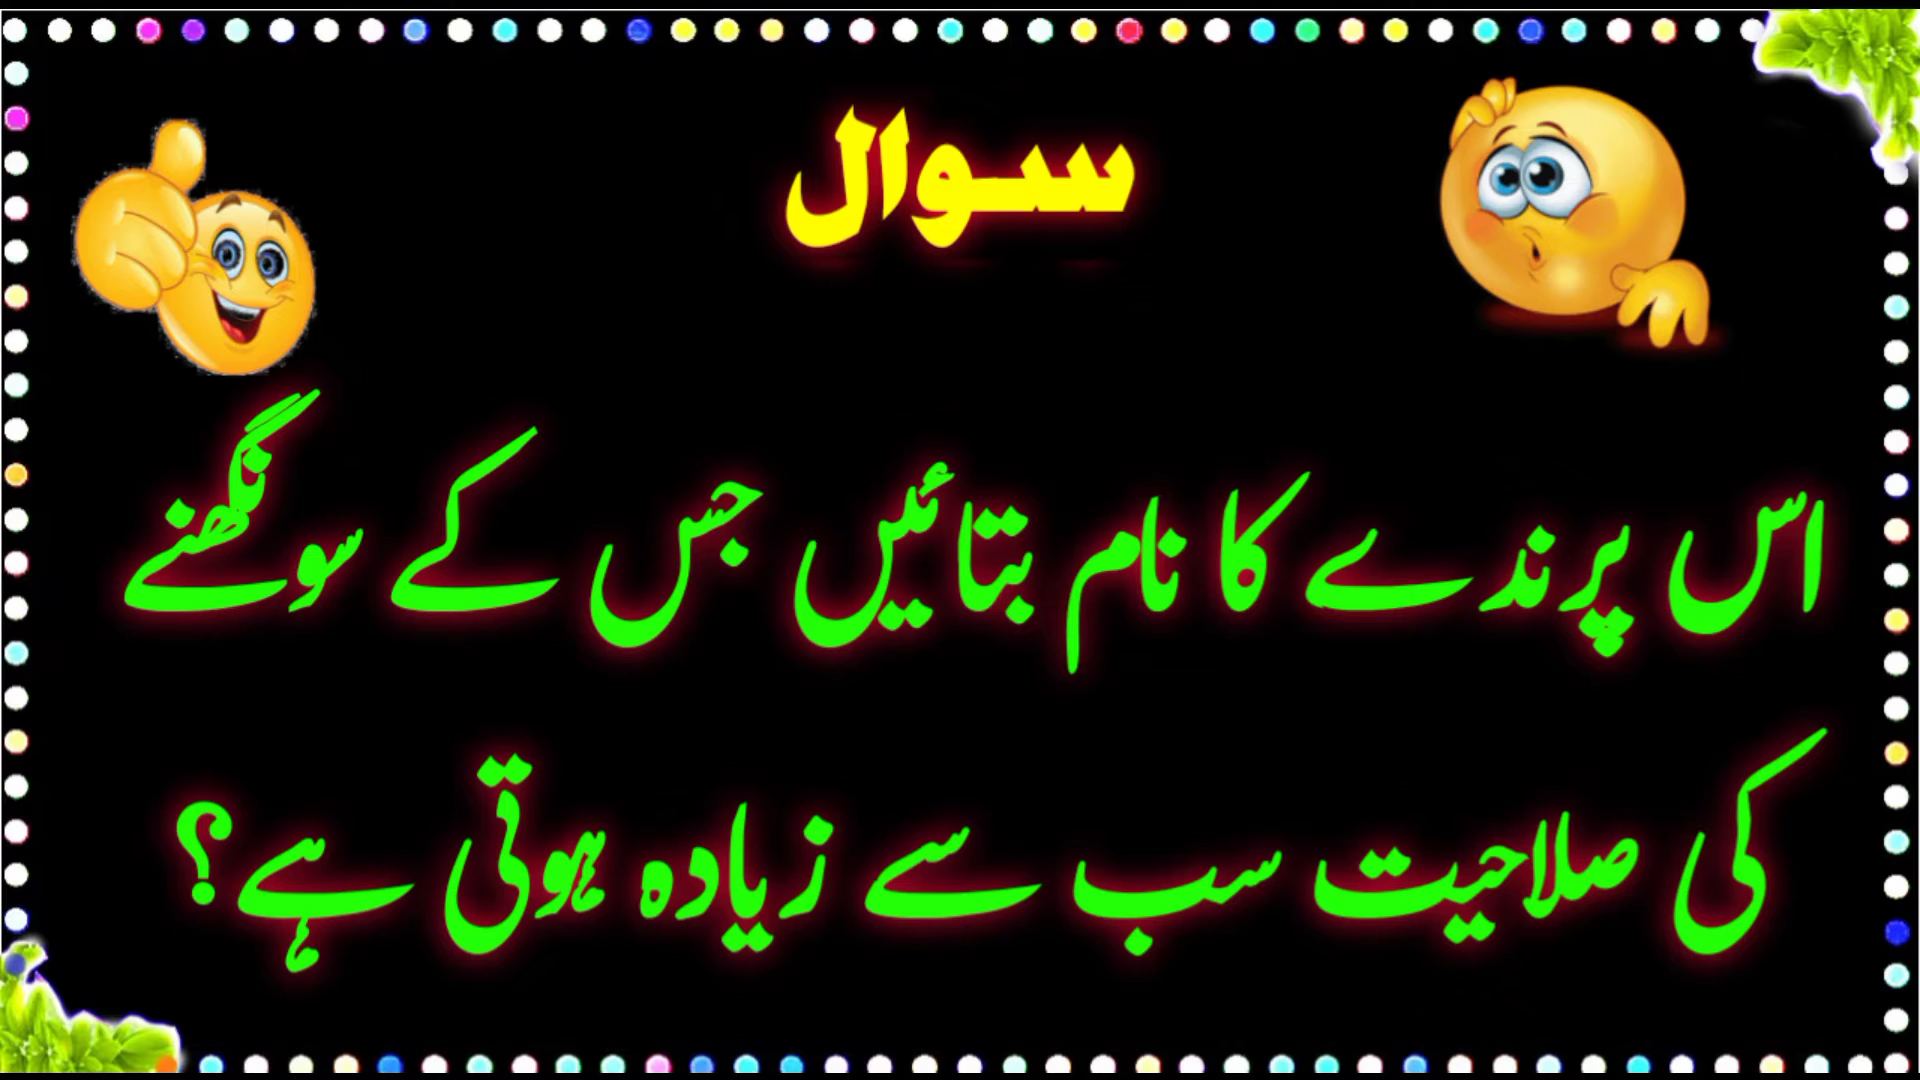 سوال
اس پرندے کا نام بتائیں جس کے سونگھنے
کی صلاحیت سب سے زیادہ ہوتی ہے؟